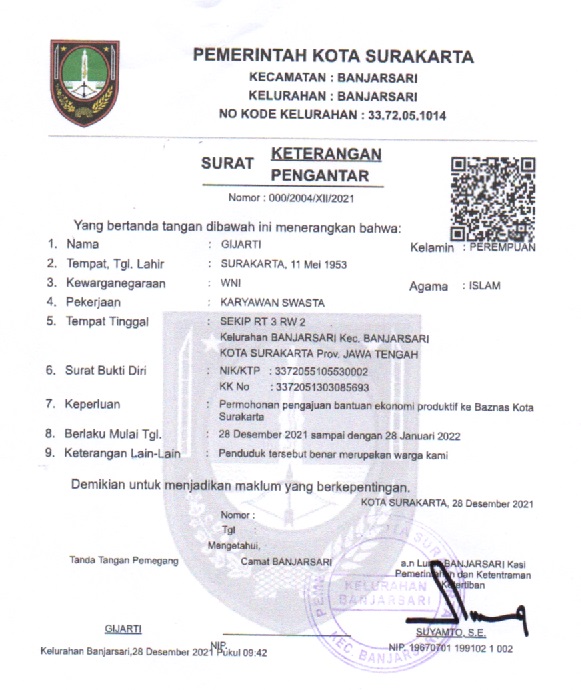 PEMERINTAH KOTA SURAKARTA
KECAMATAN : BANJARSARI
KELURAHAN : BANJARSARI
NO KODE KELURAHAN : 33.72.05.1014
SURAT KETERANGAN
PENGANTAR
Nomor : 000/2004/XII/2021
Yang bertanda tangan dibawah ini menerangkan bahwa:
1. Nama : GIJARTI Kelamin : PEREMPUAN
2. Tempat, Tgl. Lahir : SURAKARTA, 11 Mei 1953
3. Kewarganegaraan : WNI Agama : ISLAM
4. Pekerjaan : KARYAWAN SWASTA
5. Tempat Tinggal : SEKIP RT 3 RW 2
Kelurahan BANJARSARI Kec. BANJARSARI
KOTA SURAKARTA Prov. JAWA TENGAH
6. Surat Bukti Diri : NIK/KTP : 3372055105530002
KK No : 3372051303085693
7. Keperluan : Permohonan pengajuan bantuan ekonomi produktif ke Baznas Kota
Surakarta
8. Berlaku Mulai Tgl. : 28 Desember 2021 sampai dengan 28 Januari 2022
9. Keterangan Lain-Lain : Penduduk tersebut benar merupakan warga kami
Demikian untuk menjadikan maklum yang berkepentingan.
KOTA SURAKARTA, 28 Desember 2021
Nomor :
Tgl :
Mengetahui,
Tanda Tangan Pemegang Camat BANJARSARI a.n Lurah BANJARSARI Kasi
Pemerintahan dan Ketentraman
Ketertiban
KELURAHAN
BANJARSARI
KEC. BANJARSARI
GIJARTI SUYAMTO, S.E.
NIP. NIP. 19670701 199102 1 002
Kelurahan Banjarsari,28 Desember 2021 Pukul 09:42